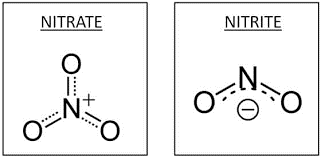 NITRATE
O
N+
O O
NITRITE
N
O O
−